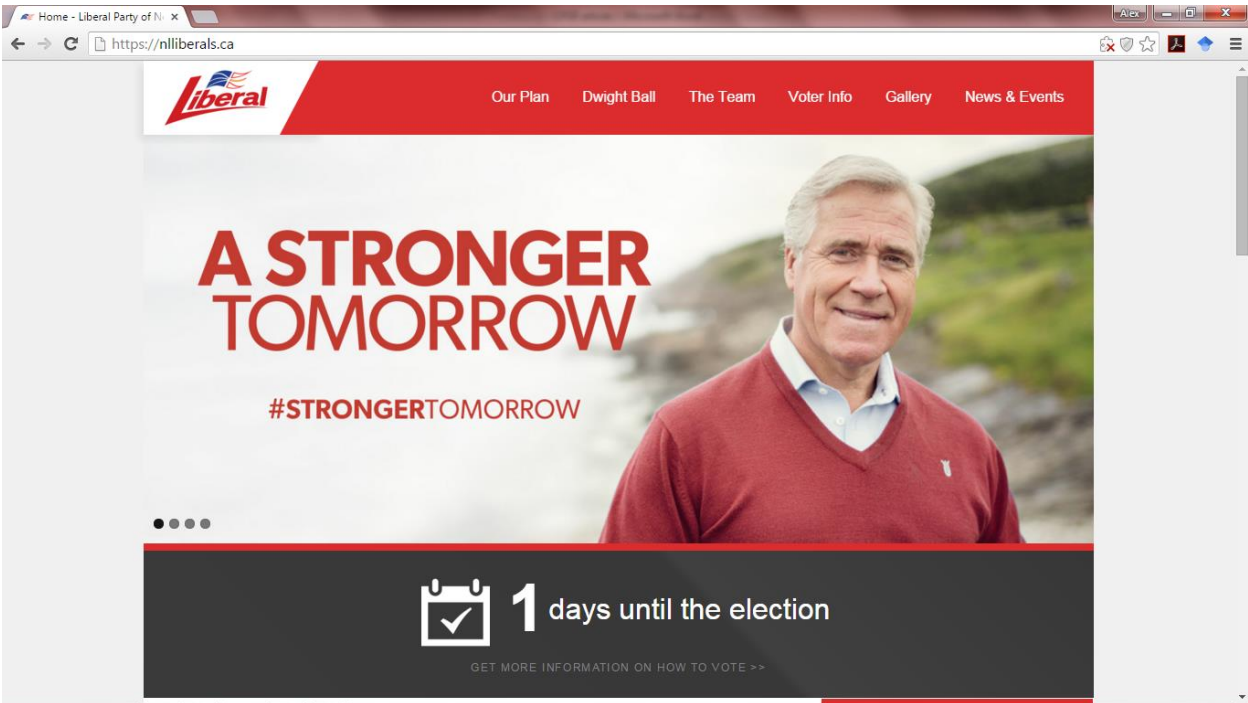 Home - Liberal Party of N
Alex
https://nlliberals.ca
Liberal
Our Plan
Dwight Ball
The Team
Voter Info
Gallery
News & Events
A STRONGER
TOMORROW
#STRONGERTOMORROW
1 days until the election
GET MORE INFORMATION ON HOW TO VOTE >>